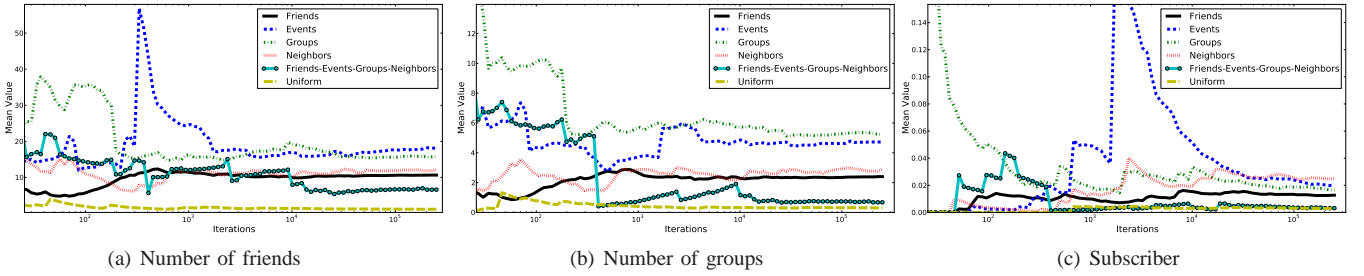 Mean Value
60
50
40
30
20
10
10²
10³
10⁴
10⁵
Iterations
Friends
Events
Groups
Neighbors
Friends-Events-Groups-Neighbors
Uniform
(a) Number of friends
Mean Value
14
12
10
8
6
4
2
0
10²
10³
10⁴
10⁵
Iterations
Friends
Events
Groups
Neighbors
Friends-Events-Groups-Neighbors
Uniform
(b) Number of groups
Mean Value
0.14
0.12
0.10
0.08
0.06
0.04
0.02
0.00
10²
10³
10⁴
10⁵
Iterations
Friends
Events
Groups
Neighbors
Friends-Events-Groups-Neighbors
Uniform
(c) Subscriber